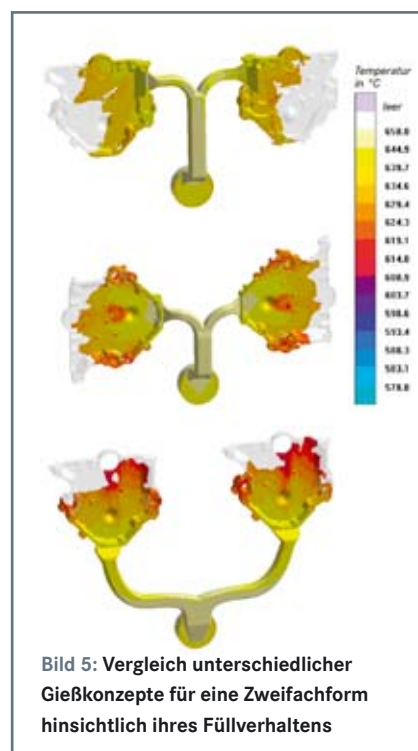 Temperatur
in °C
leer
650.0
644.9
639.7
634.6
629.4
624.3
619.1
614.0
608.9
603.7
598.6
593.4
588.3
583.1
578.0
Bild 5: Vergleich unterschiedlicher
Gießkonzepte für eine Zweifachform
hinsichtlich ihres Füllverhaltens